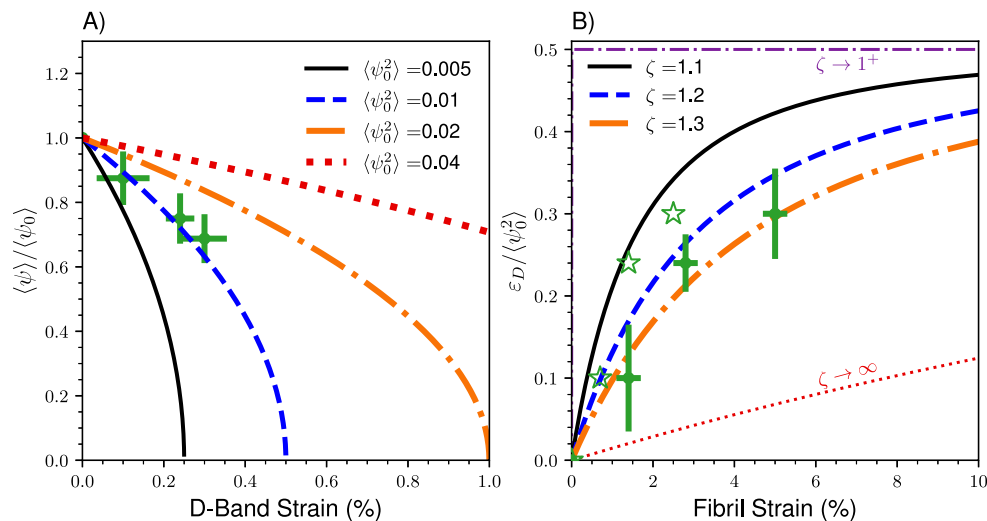 A)
⟨ψ⟩/⟨ψ₀⟩
1.2
1.0
0.8
0.6
0.4
0.2
0.0
0.0 0.2 0.4 0.6 0.8 1.0
D-Band Strain (%)
⟨ψ₀²⟩ =0.005
⟨ψ₀²⟩ =0.01
⟨ψ₀²⟩ =0.02
⟨ψ₀²⟩ =0.04
B)
ε_D/⟨ψ₀²⟩
0.5
0.4
0.3
0.2
0.1
0.0
0 2 4 6 8 10
Fibril Strain (%)
ζ =1.1
ζ =1.2
ζ =1.3
ζ → 1⁺
ζ → ∞